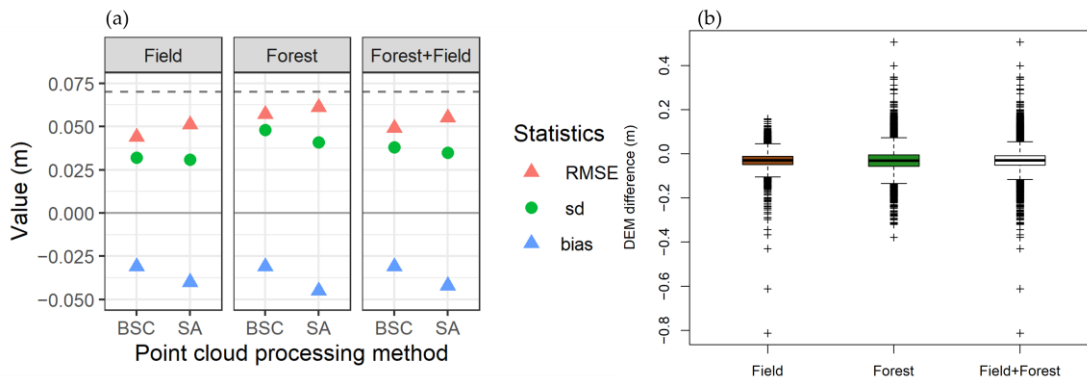 (a)
Field Forest Forest+Field
0.075
0.050
0.025
0.000
−0.025
−0.050
Value (m)
BSC SA BSC SA BSC SA
Point cloud processing method
Statistics
RMSE
sd
bias
(b)
0.4
0.2
0.0
−0.2
−0.4
−0.6
−0.8
DEM difference (m)
Field Forest Field+Forest